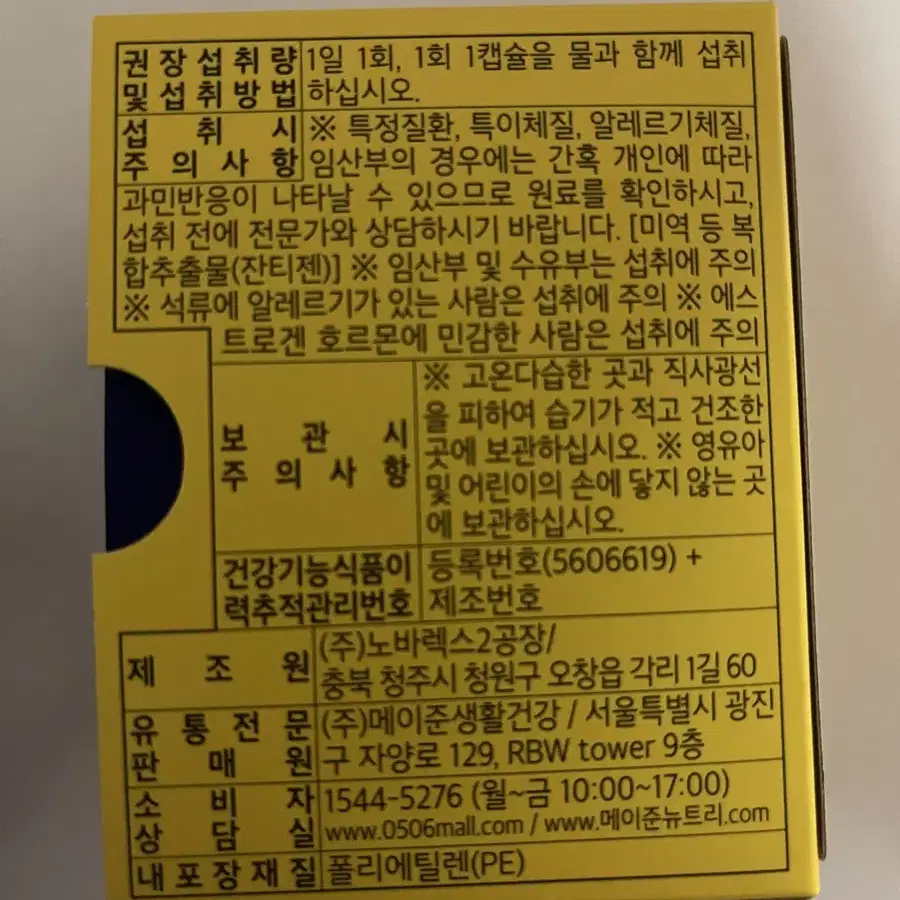 권장섭취량 1일 1회, 1회 1캡슐을 물과 함께 섭취
및섭취방법 하십시오.
섭취시 ※ 특정질환, 특이체질, 알레르기체질,
주의사항 임산부의 경우에는 간혹 개인에 따라
과민반응이 나타날 수 있으므로 원료를 확인하시고,
섭취 전에 전문가와 상담하시기 바랍니다. [미역 등 복
합추출물(잔티젠)] ※ 임산부 및 수유부는 섭취에 주의
※ 석류에 알레르기가 있는 사람은 섭취에 주의 ※ 에스
트로겐 호르몬에 민감한 사람은 섭취에 주의
※ 고온다습한 곳과 직사광선
을 피하여 습기가 적고 건조한
보관시 곳에 보관하십시오. ※ 영유아
주의사항 및 어린이의 손에 닿지 않는 곳
에 보관하십시오.
건강기능식품이 등록번호(5606619) +
력추적관리번호 제조번호
제조원 (주)노바렉스2공장/
충북 청주시 청원구 오창읍 각리 1길 60
유통전문 (주)메이준생활건강 / 서울특별시 광진
판매원 구 자양로 129, RBW tower 9층
소비자 1544-5276 (월~금 10:00~17:00)
상담실 www.0506mall.com / www.메이준뉴트리.com
내포장재질 폴리에틸렌(PE)